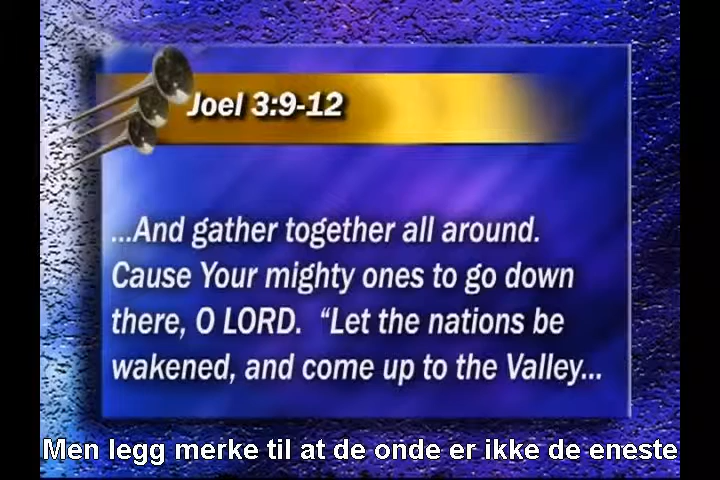 Joel 3:9-12
...And gather together all around.
Cause Your mighty ones to go down
there, O LORD. “Let the nations be
wakened, and come up to the Valley...
Men legg merke til at de onde er ikke de eneste